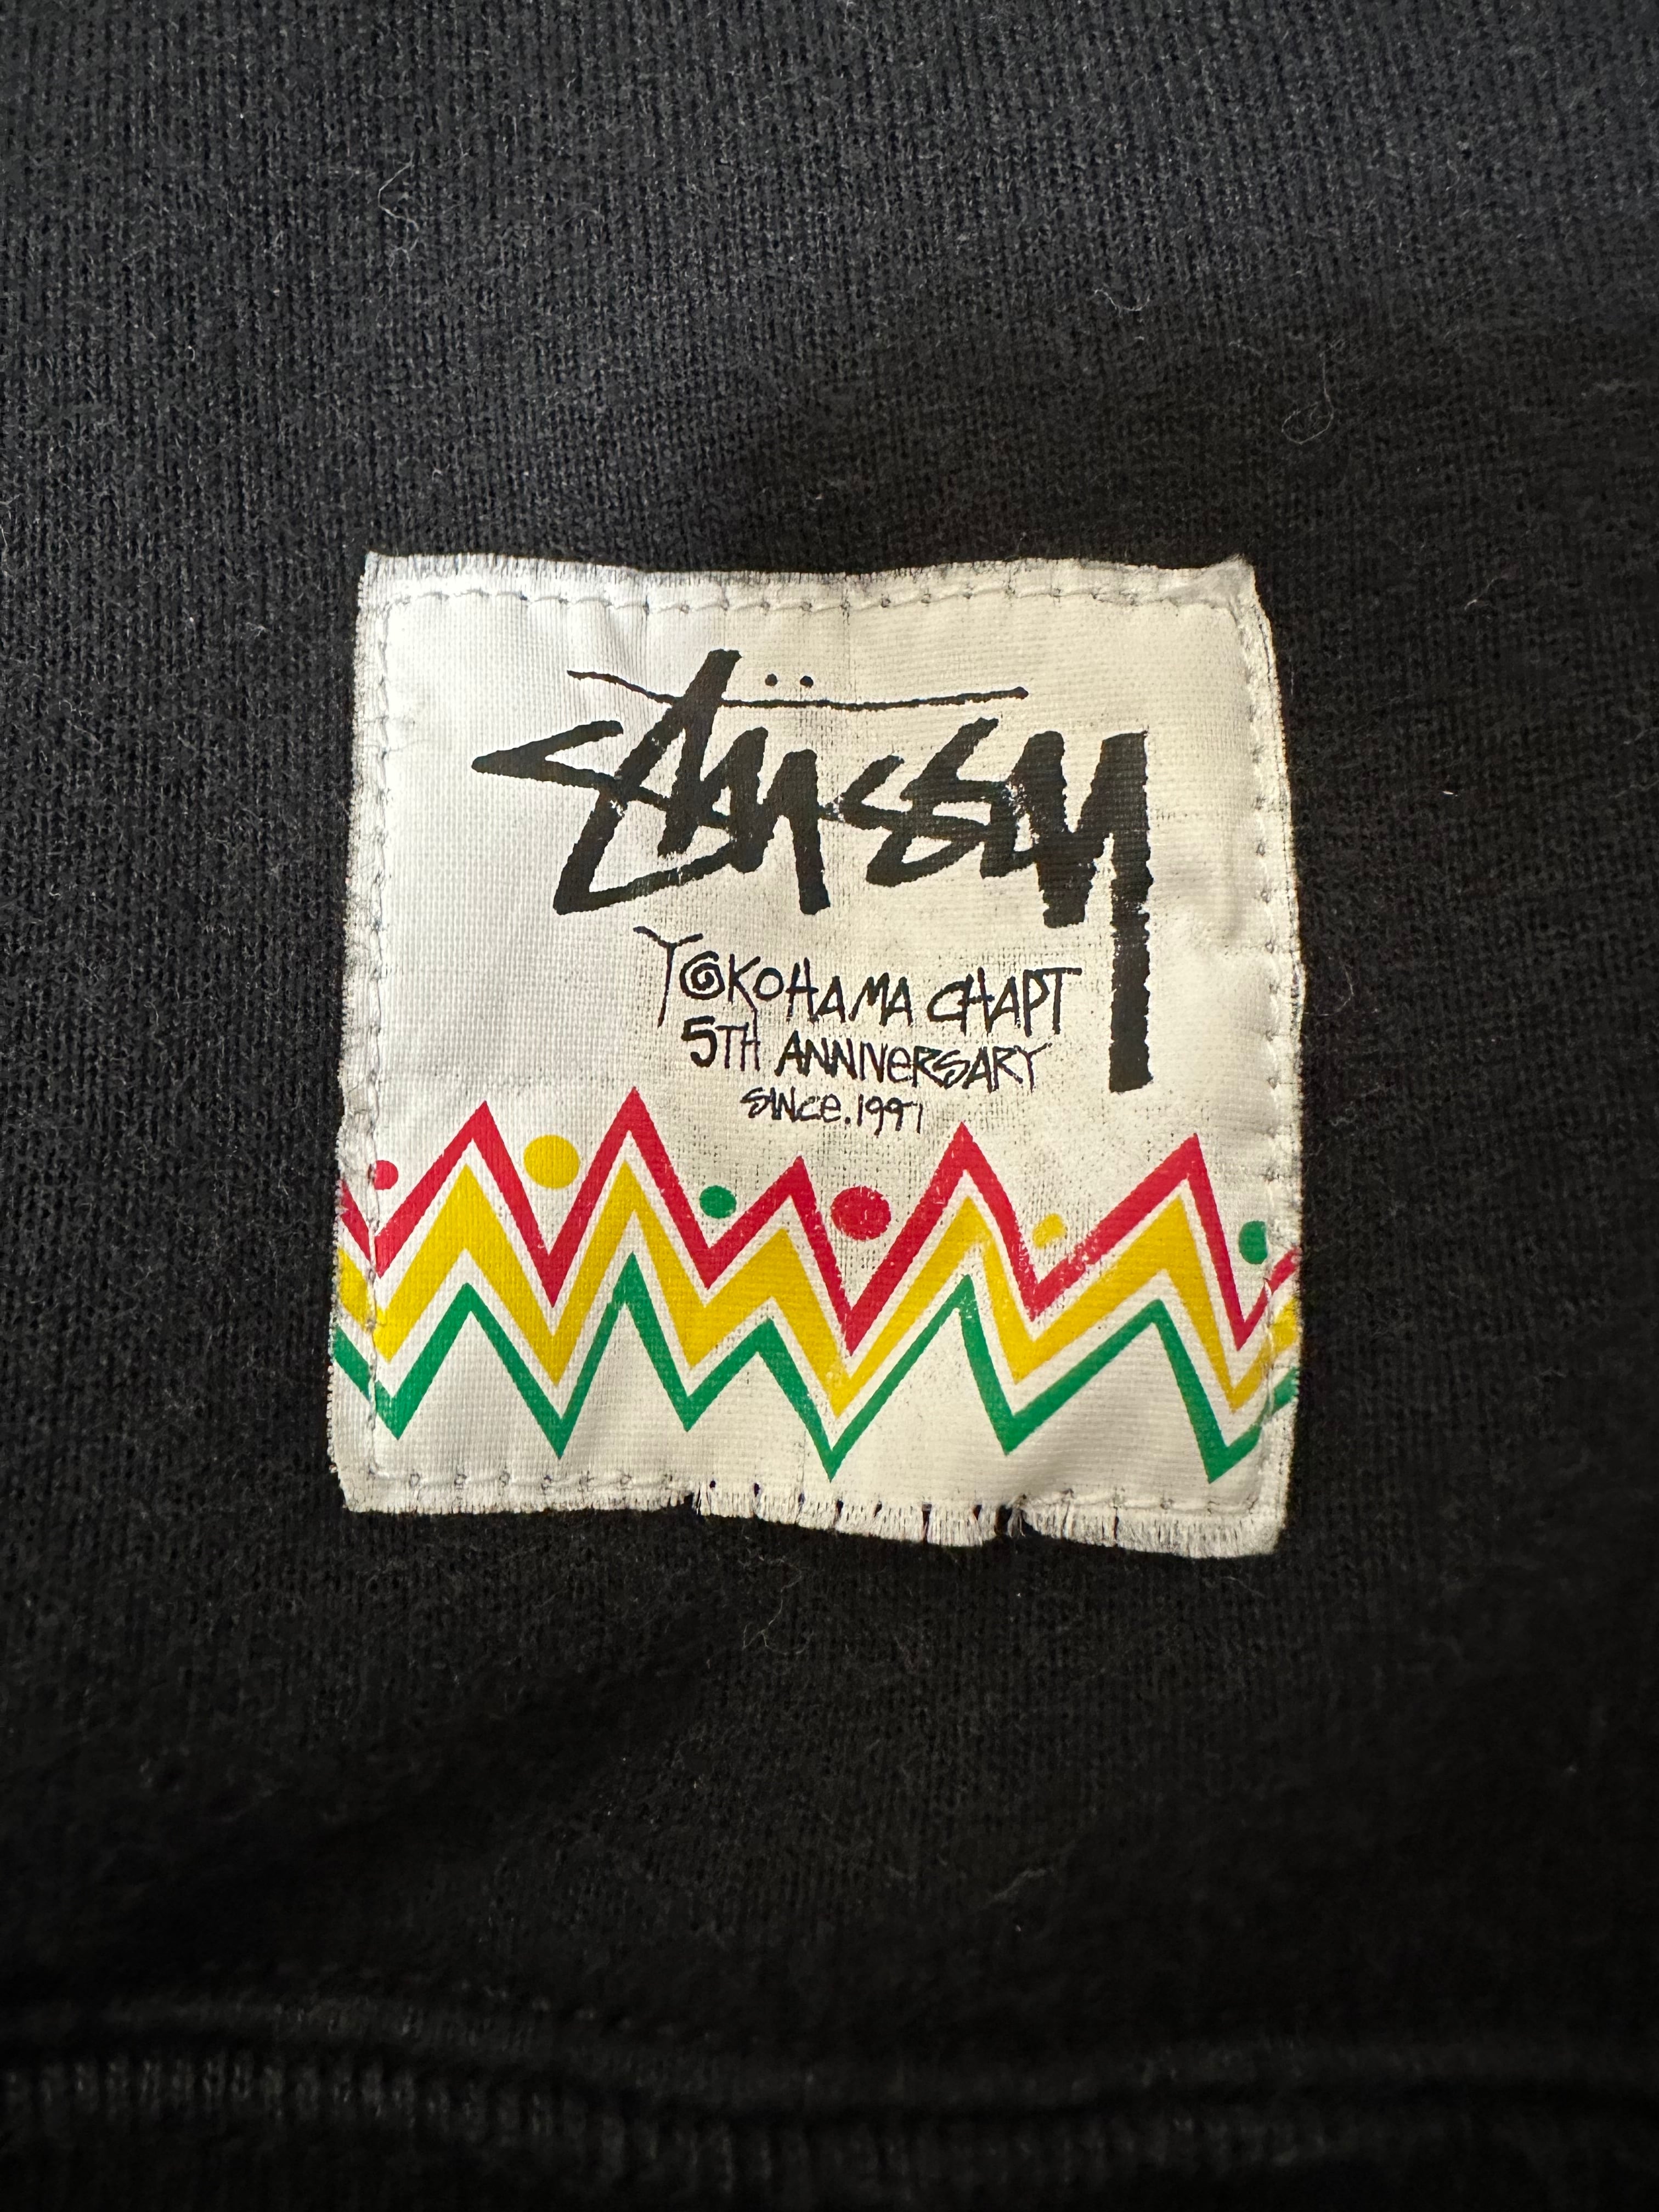 Stüssy
YOKOHAMA CHAPT
5TH ANNIVERSARY
SINCE.1997